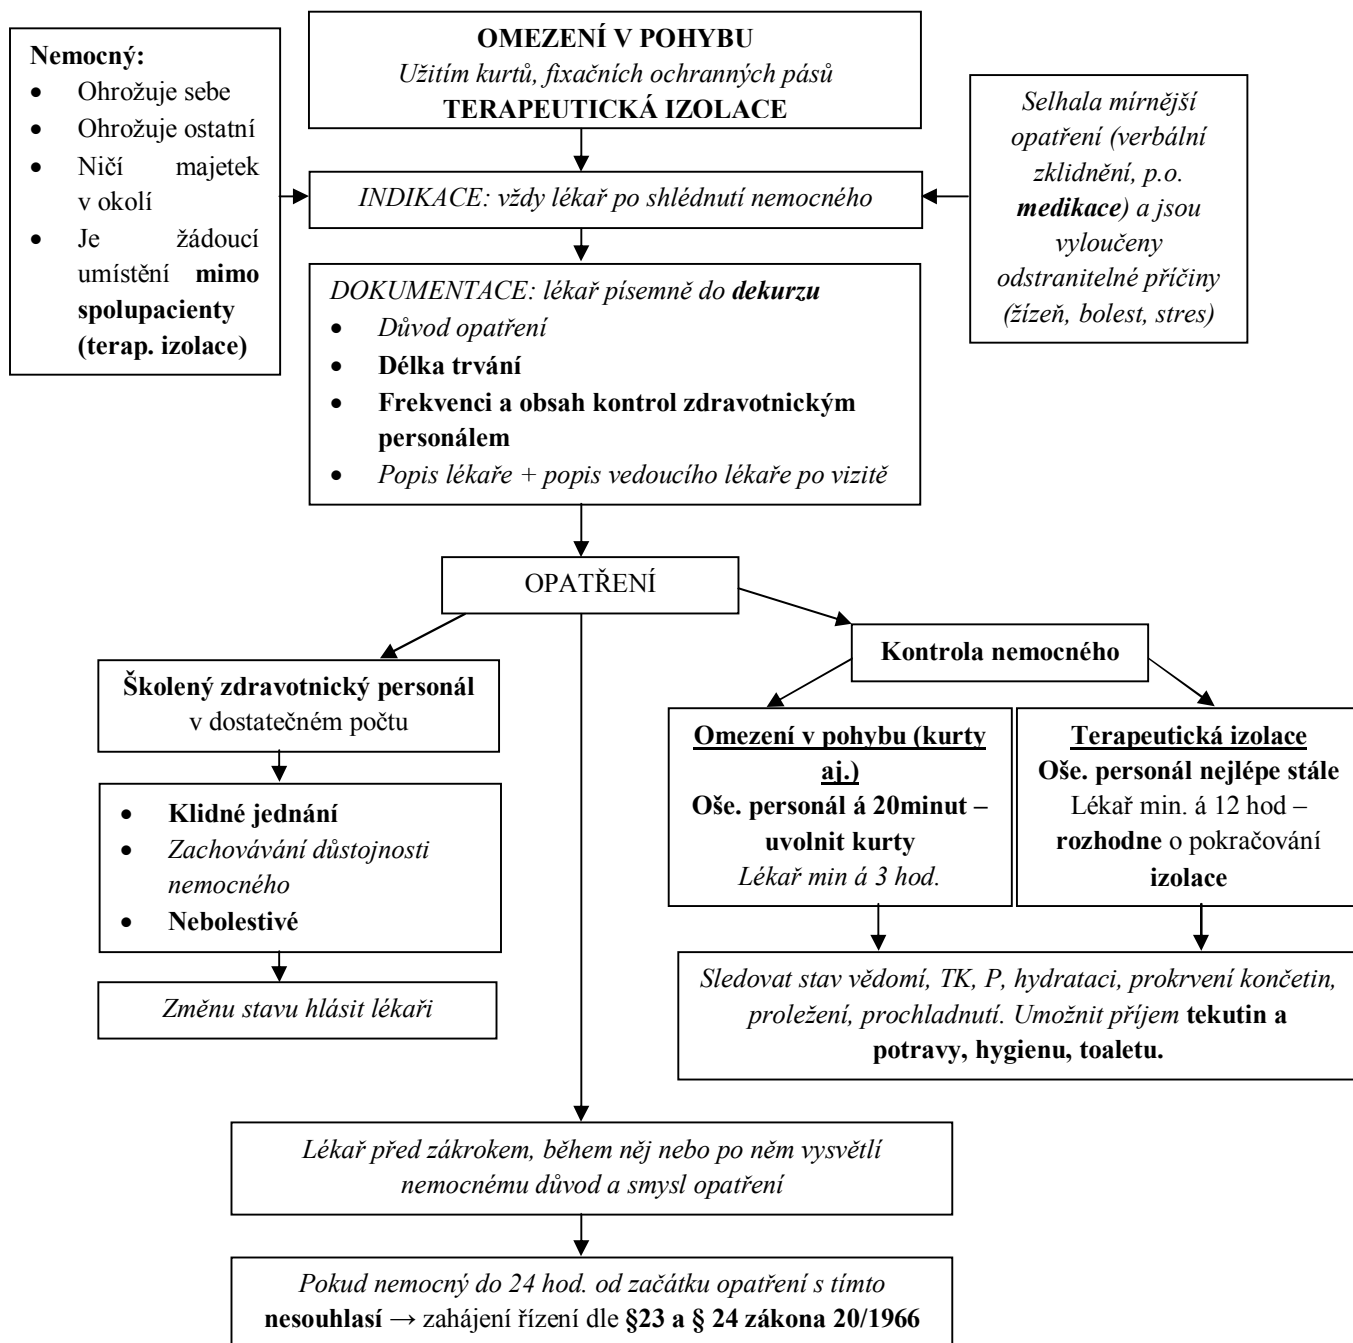 OMEZENÍ V POHYBU
Užitím kurtů, fixačních ochranných pásů
TERAPEUTICKÁ IZOLACE
Nemocný:
• Ohrožuje sebe
• Ohrožuje ostatní
• Ničí majetek
v okolí
• Je žádoucí
umístění mimo
spolupacienty
(terap. izolace)
Selhala mírnější
opatření (verbální
zklidnění, p.o.
medikace) a jsou
vyloučeny
odstranitelné příčiny
(žízeň, bolest, stres)
INDIKACE: vždy lékař po shlédnutí nemocného
DOKUMENTACE: lékař písemně do dekurzu
• Důvod opatření
• Délka trvání
• Frekvenci a obsah kontrol zdravotnickým
personálem
• Popis lékaře + popis vedoucího lékaře po vizitě
OPATŘENÍ
Školený zdravotnický personál
v dostatečném počtu
• Klidné jednání
• Zachovávání důstojnosti
nemocného
• Nebolestivé
Změnu stavu hlásit lékaři
Kontrola nemocného
Omezení v pohybu (kurty
aj.)
Oše. personál á 20minut –
uvolnit kurty
Lékař min á 3 hod.
Terapeutická izolace
Oše. personál nejlépe stále
Lékař min. á 12 hod –
rozhodne o pokračování
izolace
Sledovat stav vědomí, TK, P, hydrataci, prokrvení končetin,
proležení, prochladnutí. Umožnit příjem tekutin a
potravy, hygienu, toaletu.
Lékař před zákrokem, během něj nebo po něm vysvětlí
nemocnému důvod a smysl opatření
Pokud nemocný do 24 hod. od začátku opatření s tímto
nesouhlasí → zahájení řízení dle §23 a § 24 zákona 20/1966